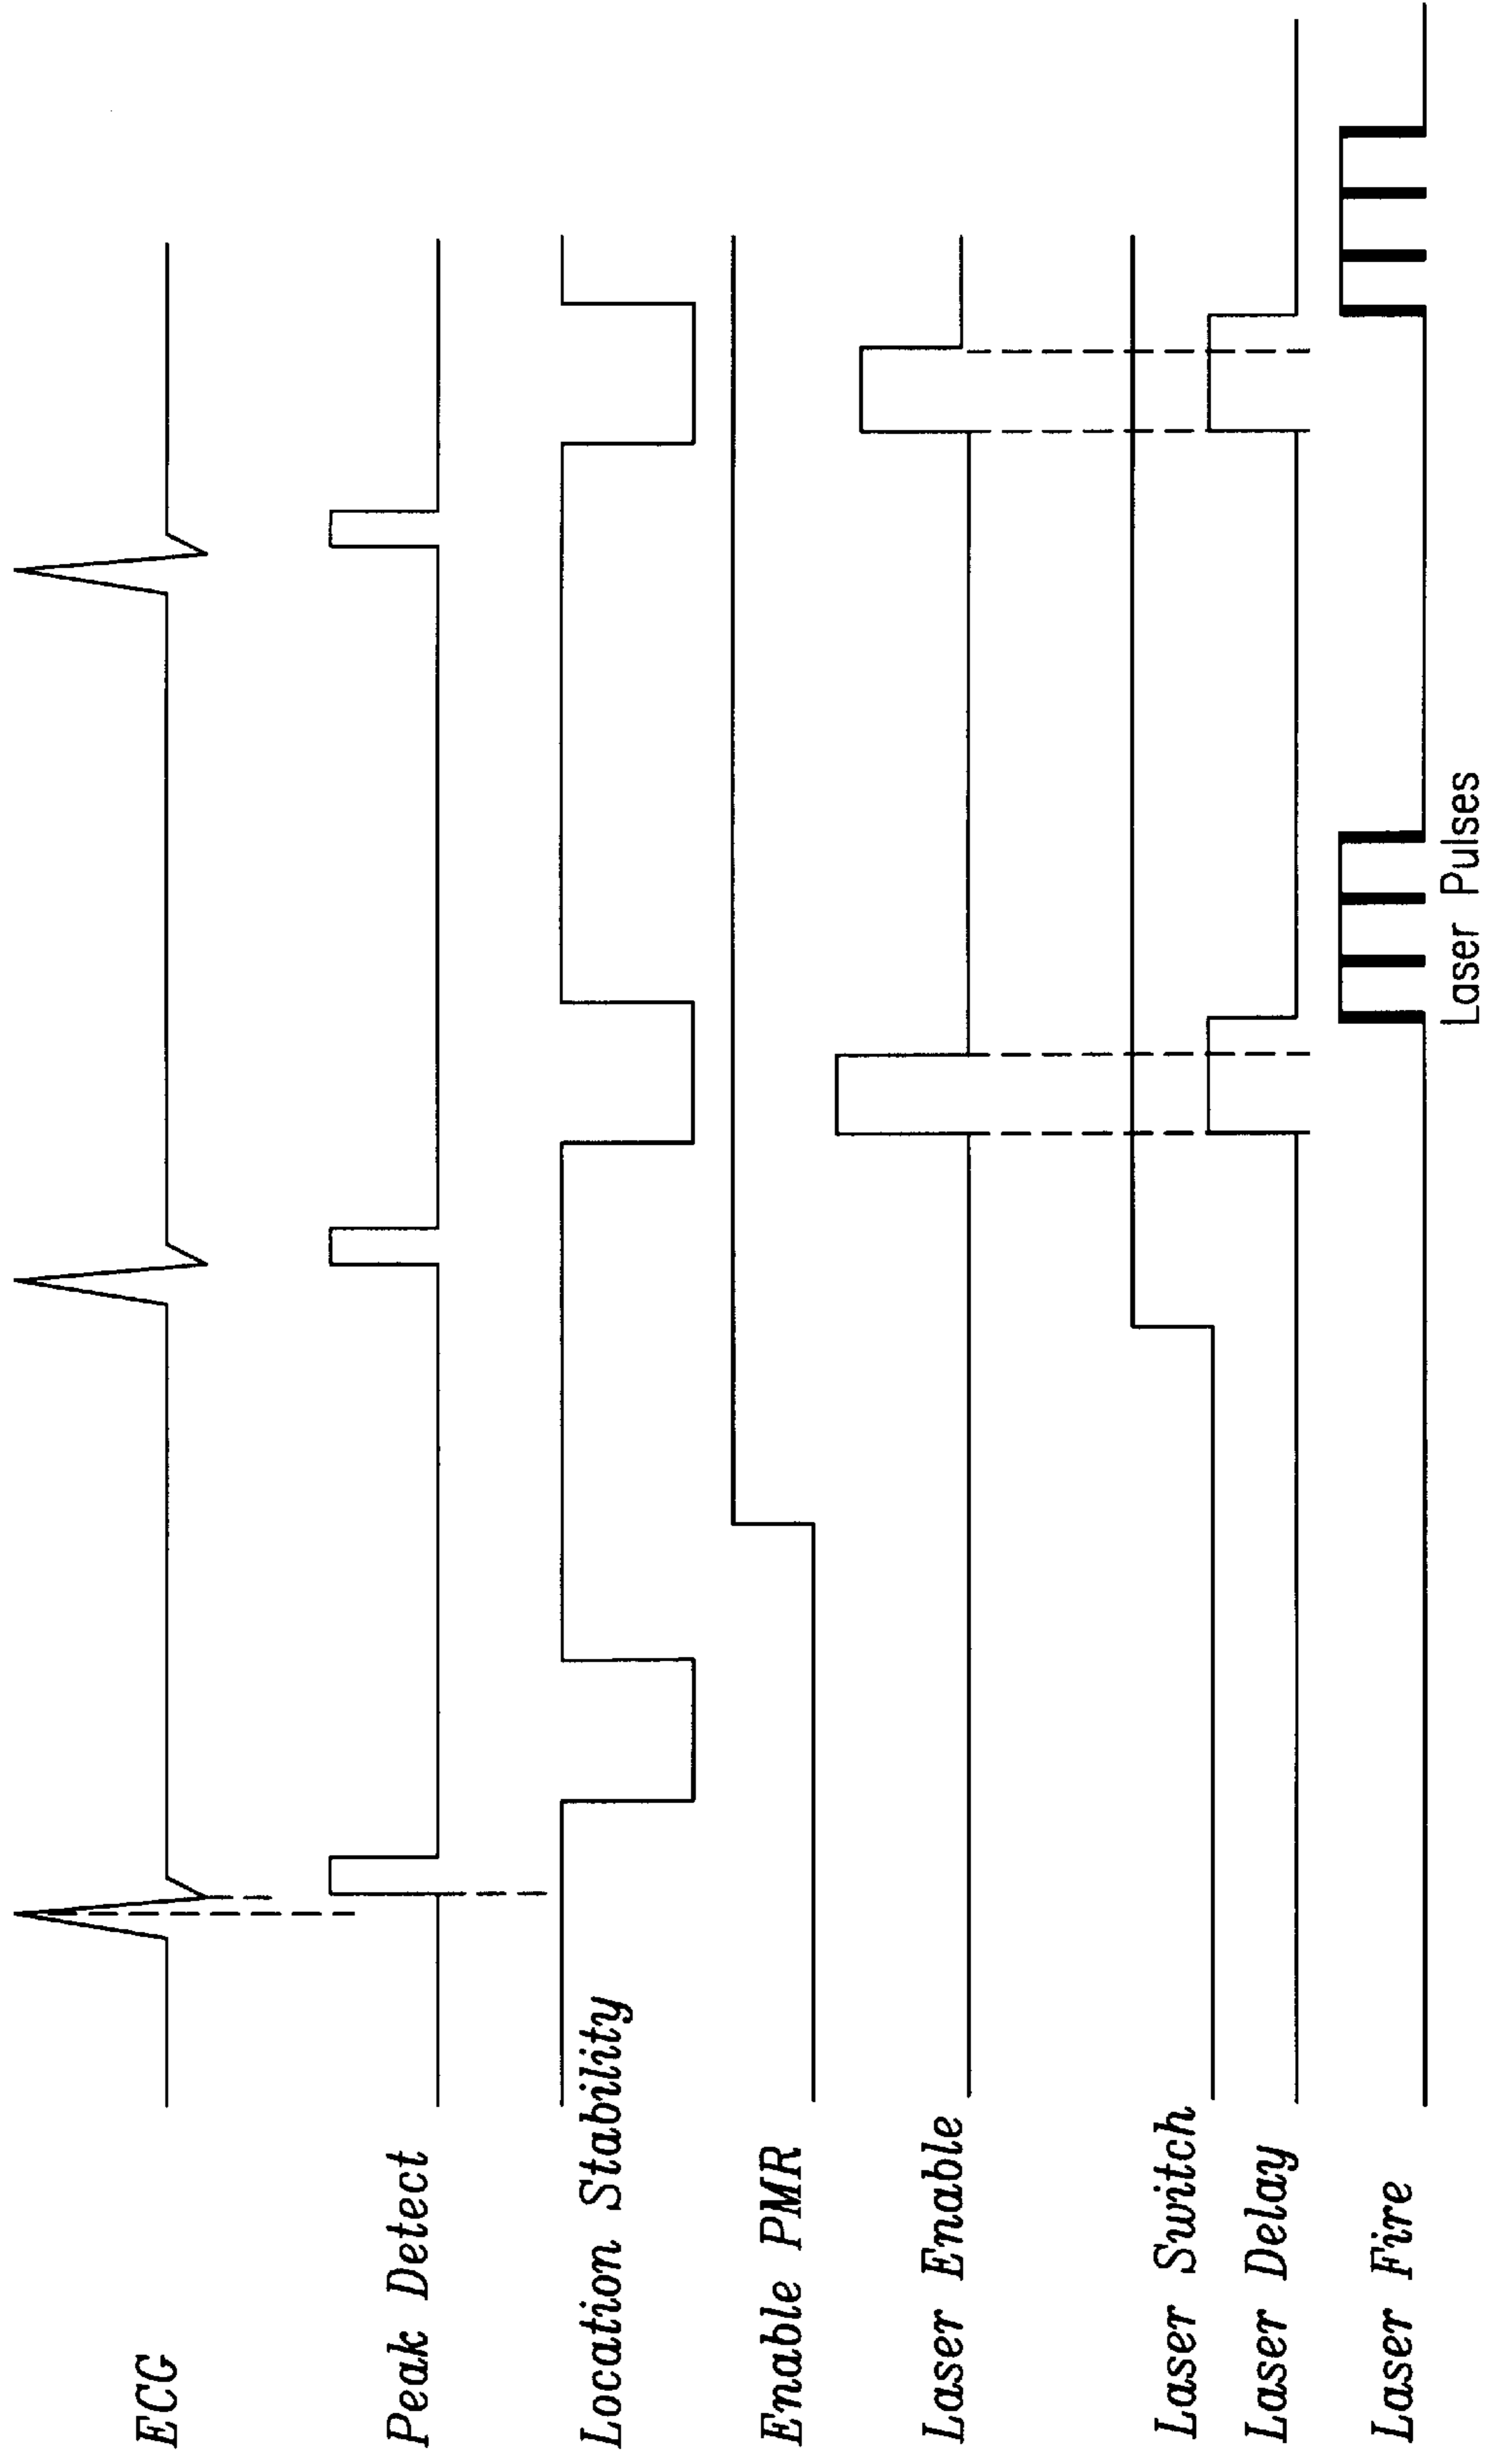 ECG
Peak Detect
Location Stability
Enable PMR
Laser Enable
Laser Switch
Laser Delay
Laser Fire
Laser Pulses